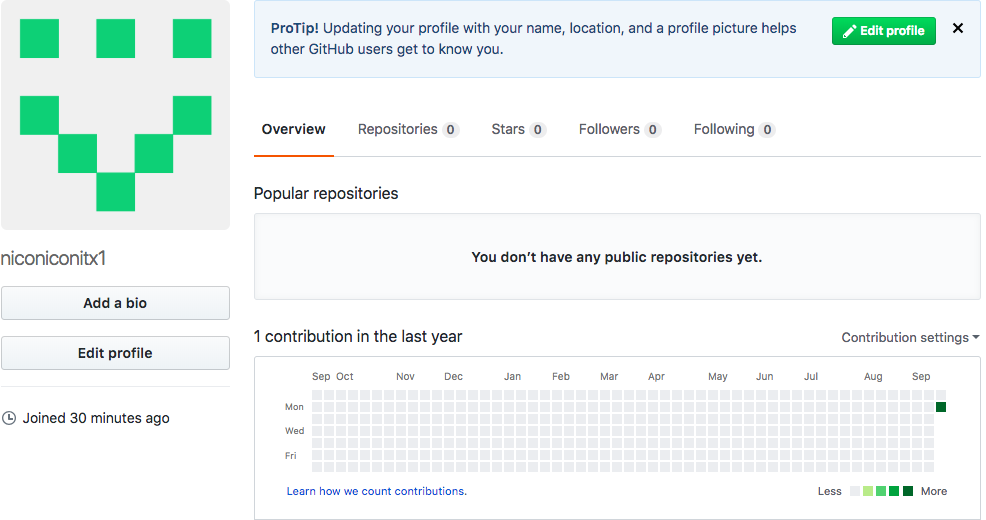 ProTip! Updating your profile with your name, location, and a profile picture helps
other GitHub users get to know you.
Edit profile
Overview
Repositories 0
Stars 0
Followers 0
Following 0
Popular repositories
You don’t have any public repositories yet.
niconiconitx1
Add a bio
Edit profile
Joined 30 minutes ago
1 contribution in the last year
Contribution settings
Sep Oct Nov Dec Jan Feb Mar Apr May Jun Jul Aug Sep
Mon
Wed
Fri
Learn how we count contributions.
Less
More